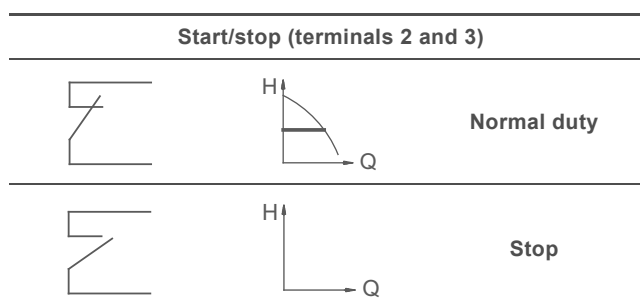 Start/stop (terminals 2 and 3)
H
Q
Normal duty
H
Q
Stop